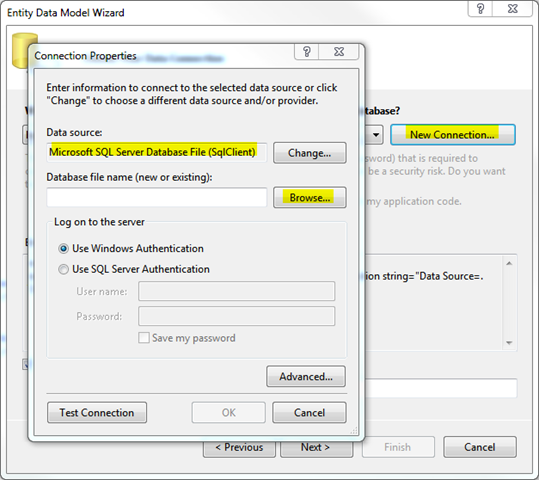 Entity Data Model Wizard
Connection Properties
Enter information to connect to the selected data source or click
"Change" to choose a different data source and/or provider.
Data source:
Microsoft SQL Server Database File (SqlClient)
Change...
Database file name (new or existing):
Browse...
Log on to the server
Use Windows Authentication
Use SQL Server Authentication
User name:
Password:
Save my password
Advanced...
Test Connection
OK
Cancel
atabase?
New Connection...
sword) that is required to
be a security risk. Do you want
my application code.
ion string="Data Source=.
< Previous
Next >
Finish
Cancel